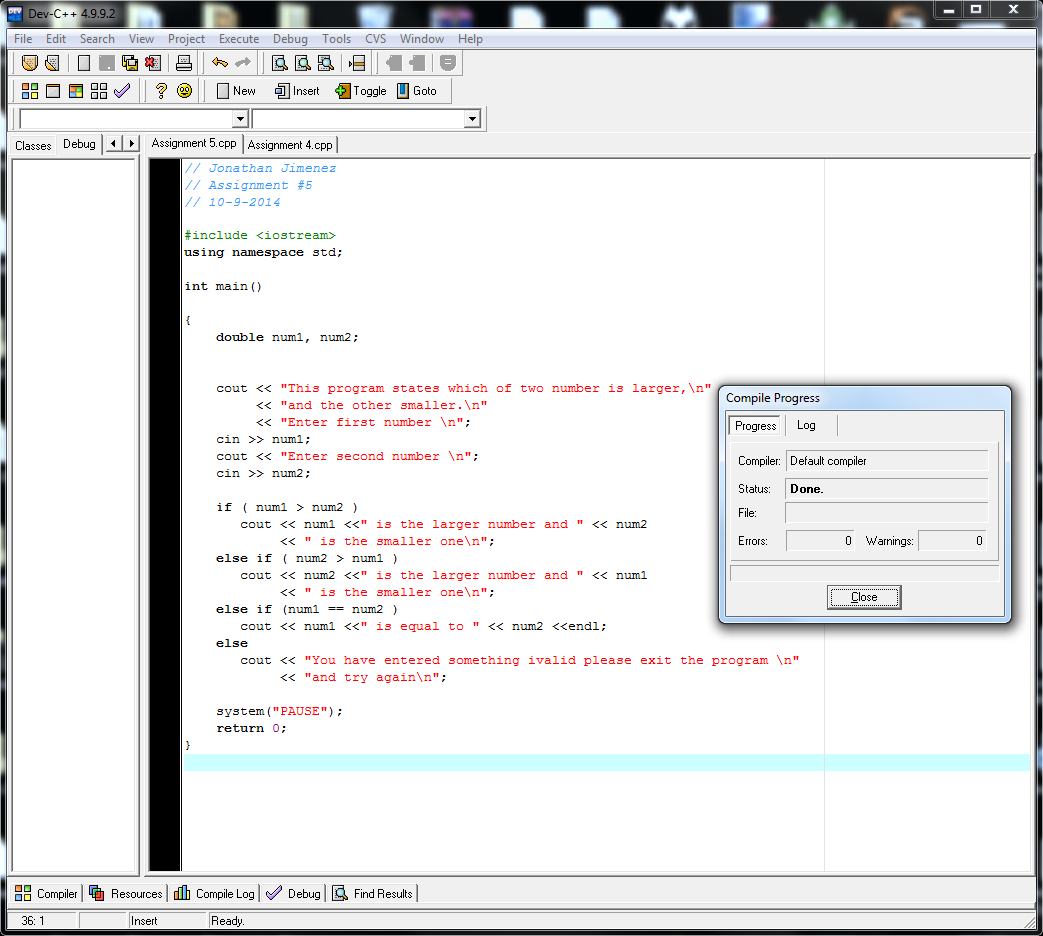 Dev-C++ 4.9.9.2
File Edit Search View Project Execute Debug Tools CVS Window Help
New Insert Toggle Goto
Classes Debug Assignment 5.cpp Assignment 4.cpp
// Jonathan Jimenez
// Assignment #5
// 10-9-2014
#include <iostream>
using namespace std;
int main()
{
double num1, num2;
cout << "This program states which of two number is larger,\n"
<< "and the other smaller.\n"
<< "Enter first number \n";
cin >> num1;
cout << "Enter second number \n";
cin >> num2;
if ( num1 > num2 )
cout << num1 <<" is the larger number and " << num2
<< " is the smaller one\n";
else if ( num2 > num1 )
cout << num2 <<" is the larger number and " << num1
<< " is the smaller one\n";
else if (num1 == num2 )
cout << num1 <<" is equal to " << num2 <<endl;
else
cout << "You have entered something ivalid please exit the program \n"
<< "and try again\n";
system("PAUSE");
return 0;
}
Compile Progress
Progress Log
Compiler: Default compiler
Status: Done.
File:
Errors: 0 Warnings: 0
Close
Compiler Resources Compile Log Debug Find Results
36: 1 Insert Ready.